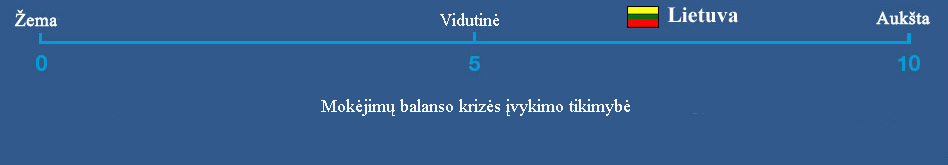 Žema Vidutinė Lietuva Aukšta
0 5 10
Mokėjimų balanso krizės įvykimo tikimybė